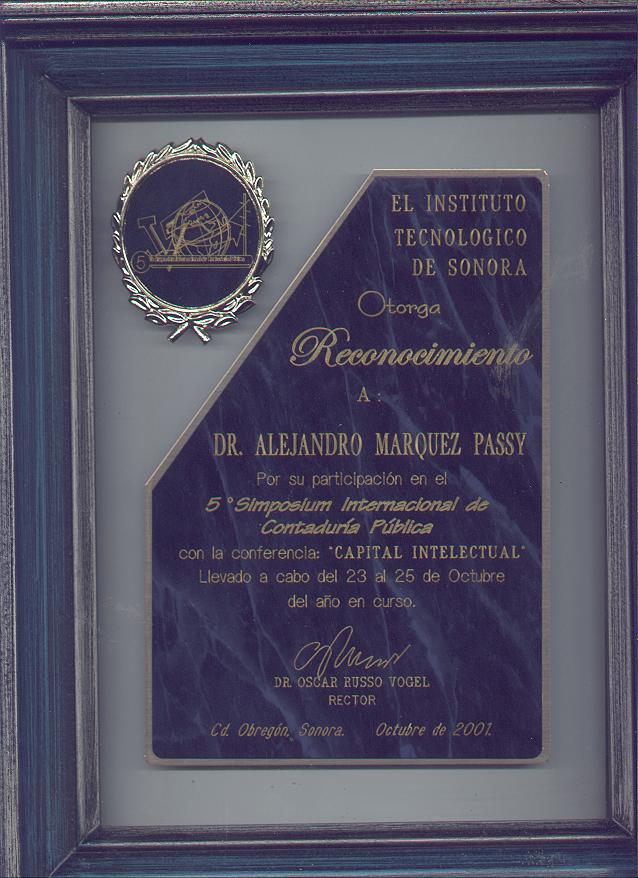 EL INSTITUTO
TECNOLOGICO
DE SONORA
Otorga
Reconocimiento
A :
DR. ALEJANDRO MARQUEZ PASSY
Por su participación en el
5° Simposium Internacional de
Contaduría Pública
con la conferencia: "CAPITAL INTELECTUAL"
Llevado a cabo del 23 al 25 de Octubre
del año en curso.
DR. OSCAR RUSSO VOGEL
RECTOR
Cd. Obregón, Sonora. Octubre de 2001.
5